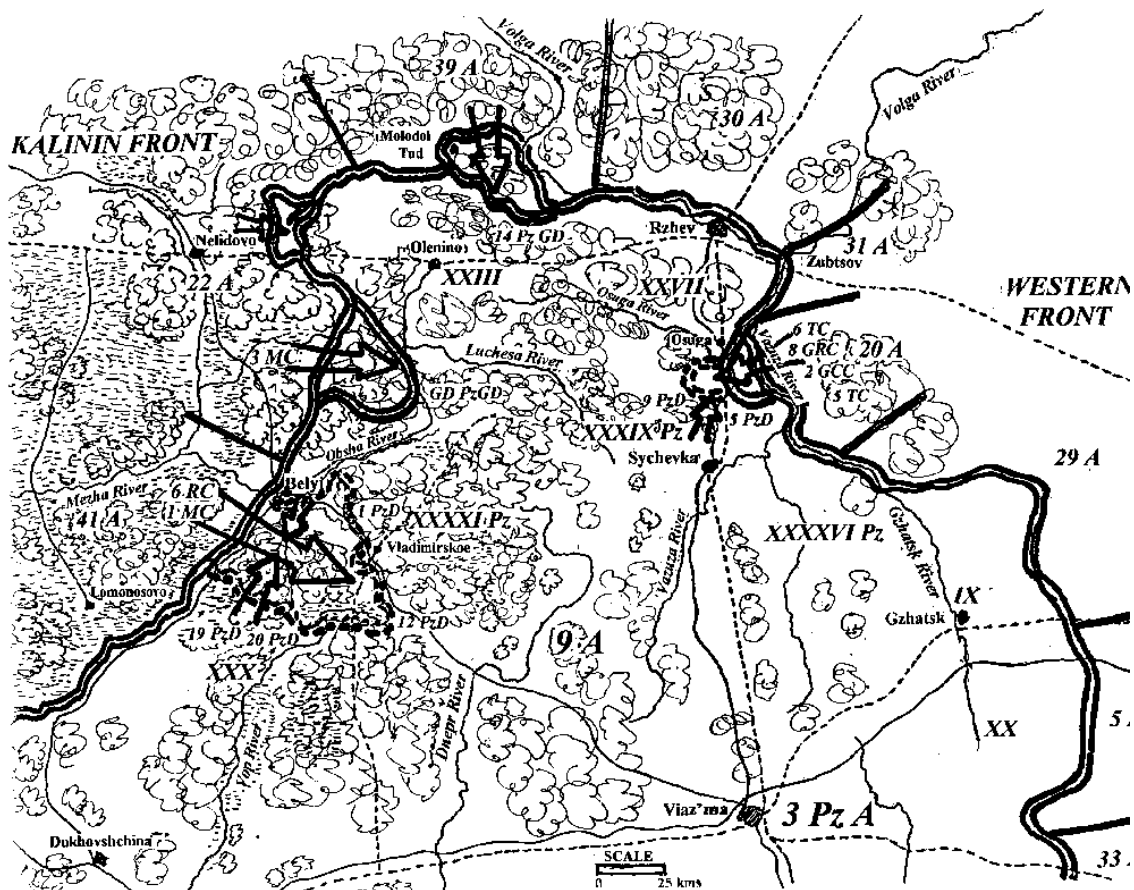 Volga River
39 A
Volga River
30 A
KALININ FRONT
Molodoi
Tud
Nelidovo
14 Pz GD
Rzhev
31 A
Zubtsov
Olenino
XXIII
XXVII
22 A
Osuga River
WESTERN
FRONT
Osuga
6 TC
8 GRC &
20 A
2 GCC
5 TC
3 MC
Luchesa River
GD PzGD
9 PzD
5 PzD
XXXIX Pz
Sychevka
Obsha River
29 A
Mezha River
6 RC
1 MC
41 A
Belyi
1 PzD
XXXXI Pz
Vladimirskoe
XXXXVI Pz
Gzhatsk River
Vazuza River
Lomonosovo
IX
Gzhatsk
19 PzD
20 PzD
12 PzD
9 A
XXX
Dnepr River
Vop River
XX
5
Viaz'ma
3 Pz A
Dukhovshchina
SCALE
0 25 kms
33